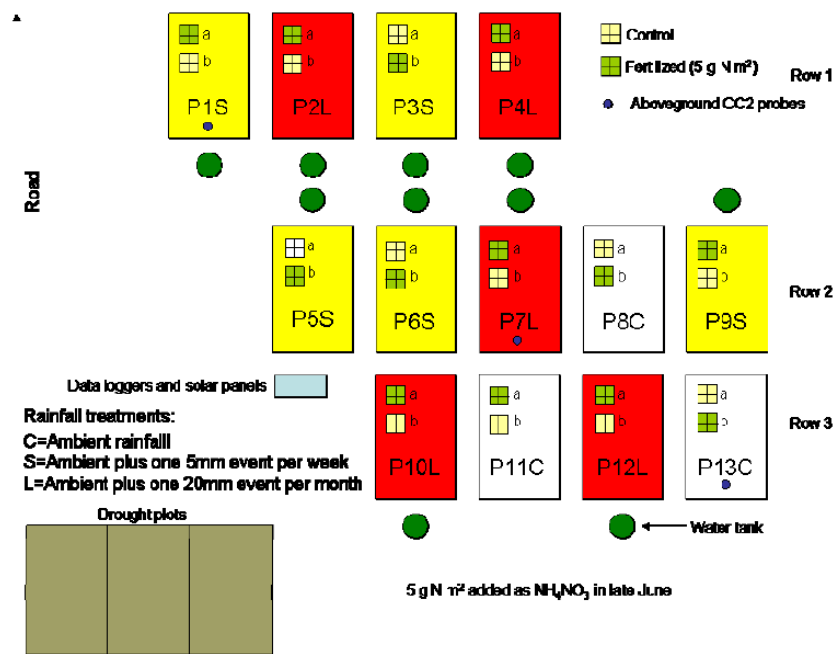 a a a a Control
b b b b Fertilized (5 g N m²) Row 1
P1S P2L P3S P4L Aboveground CC2 probes
Road
a a a a a
b b b b b
P5S P6S P7L P8C P9S Row 2
Data loggers and solar panels
a a a a
Rainfall treatments:
b b b b Row 3
C=Ambient rainfalll
S=Ambient plus one 5mm event per week
P10L P11C P12L P13C
L=Ambient plus one 20mm event per month
Drought plots
Water tank
5 g N m² added as NH₄NO₃ in late June